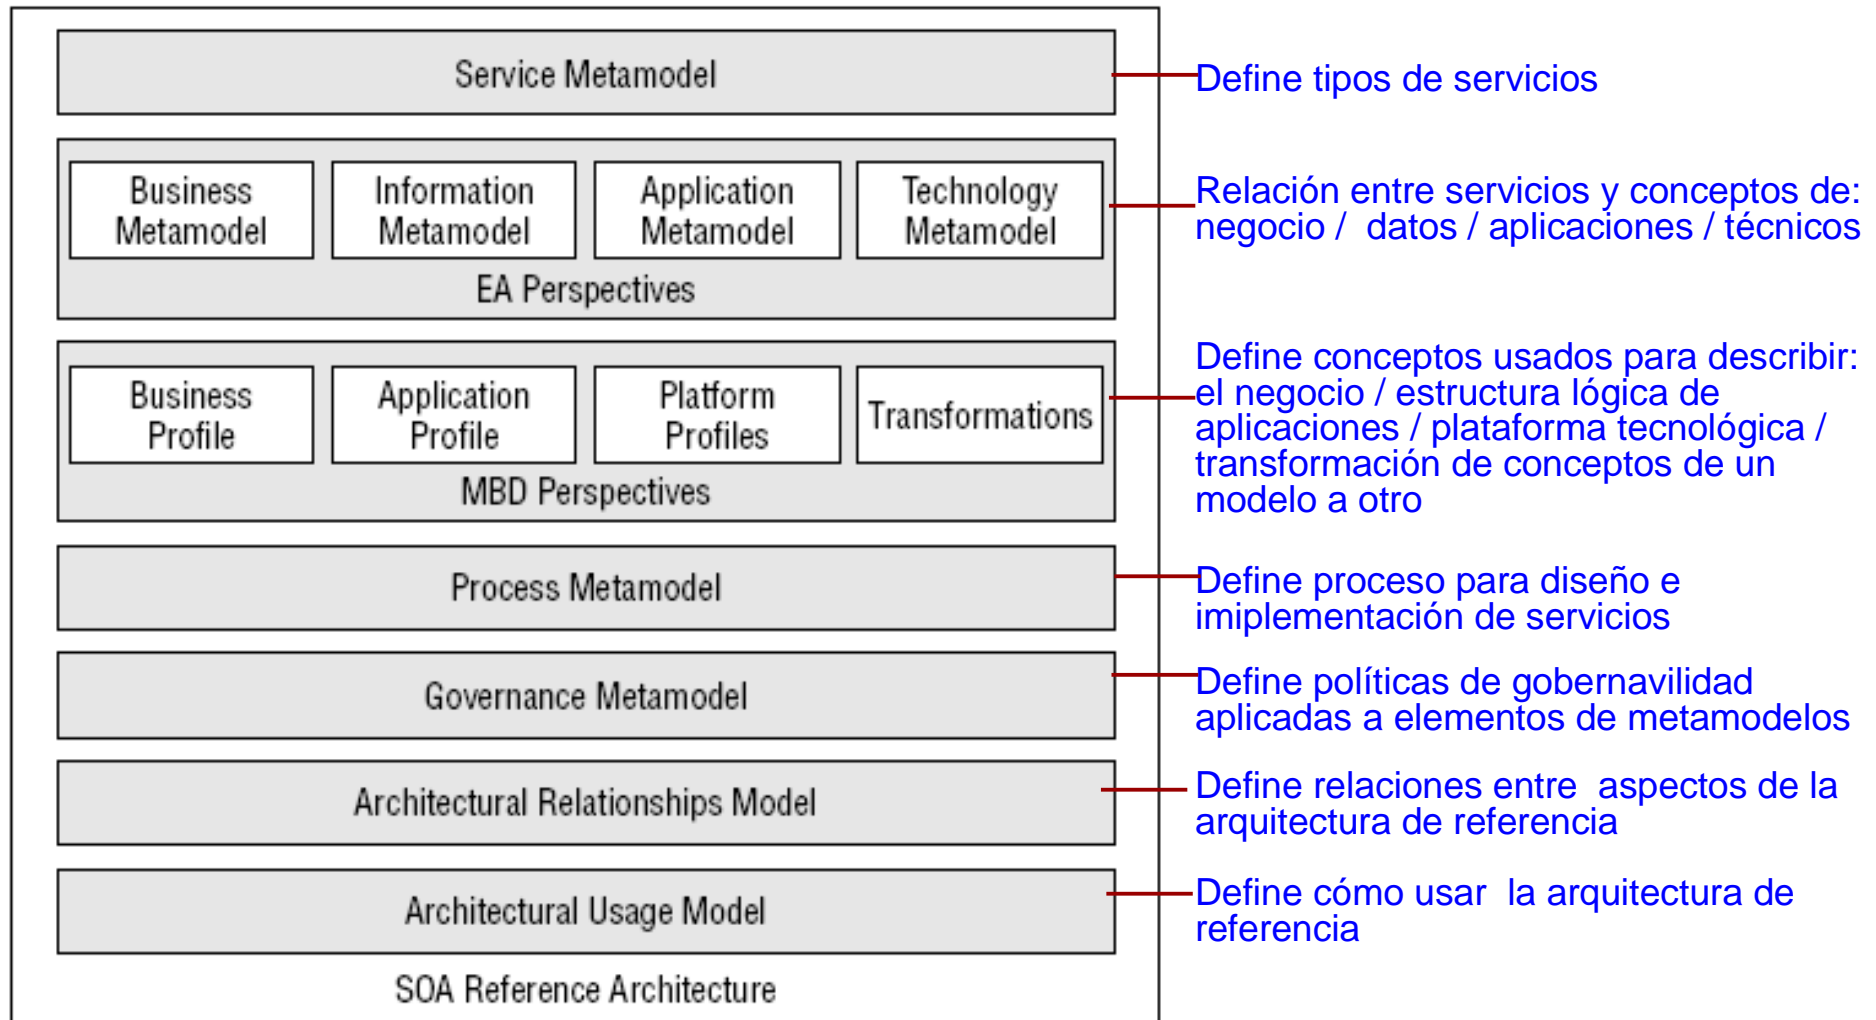 Service Metamodel
Define tipos de servicios
Business
Metamodel
Information
Metamodel
Application
Metamodel
Technology
Metamodel
EA Perspectives
Relación entre servicios y conceptos de:
negocio / datos / aplicaciones / técnicos
Business
Profile
Application
Profile
Platform
Profiles
Transformations
MBD Perspectives
Define conceptos usados para describir:
el negocio / estructura lógica de
aplicaciones / plataforma tecnológica /
transformación de conceptos de un
modelo a otro
Process Metamodel
Define proceso para diseño e
imiplementación de servicios
Governance Metamodel
Define políticas de gobernavilidad
aplicadas a elementos de metamodelos
Architectural Relationships Model
Define relaciones entre aspectos de la
arquitectura de referencia
Architectural Usage Model
Define cómo usar la arquitectura de
referencia
SOA Reference Architecture